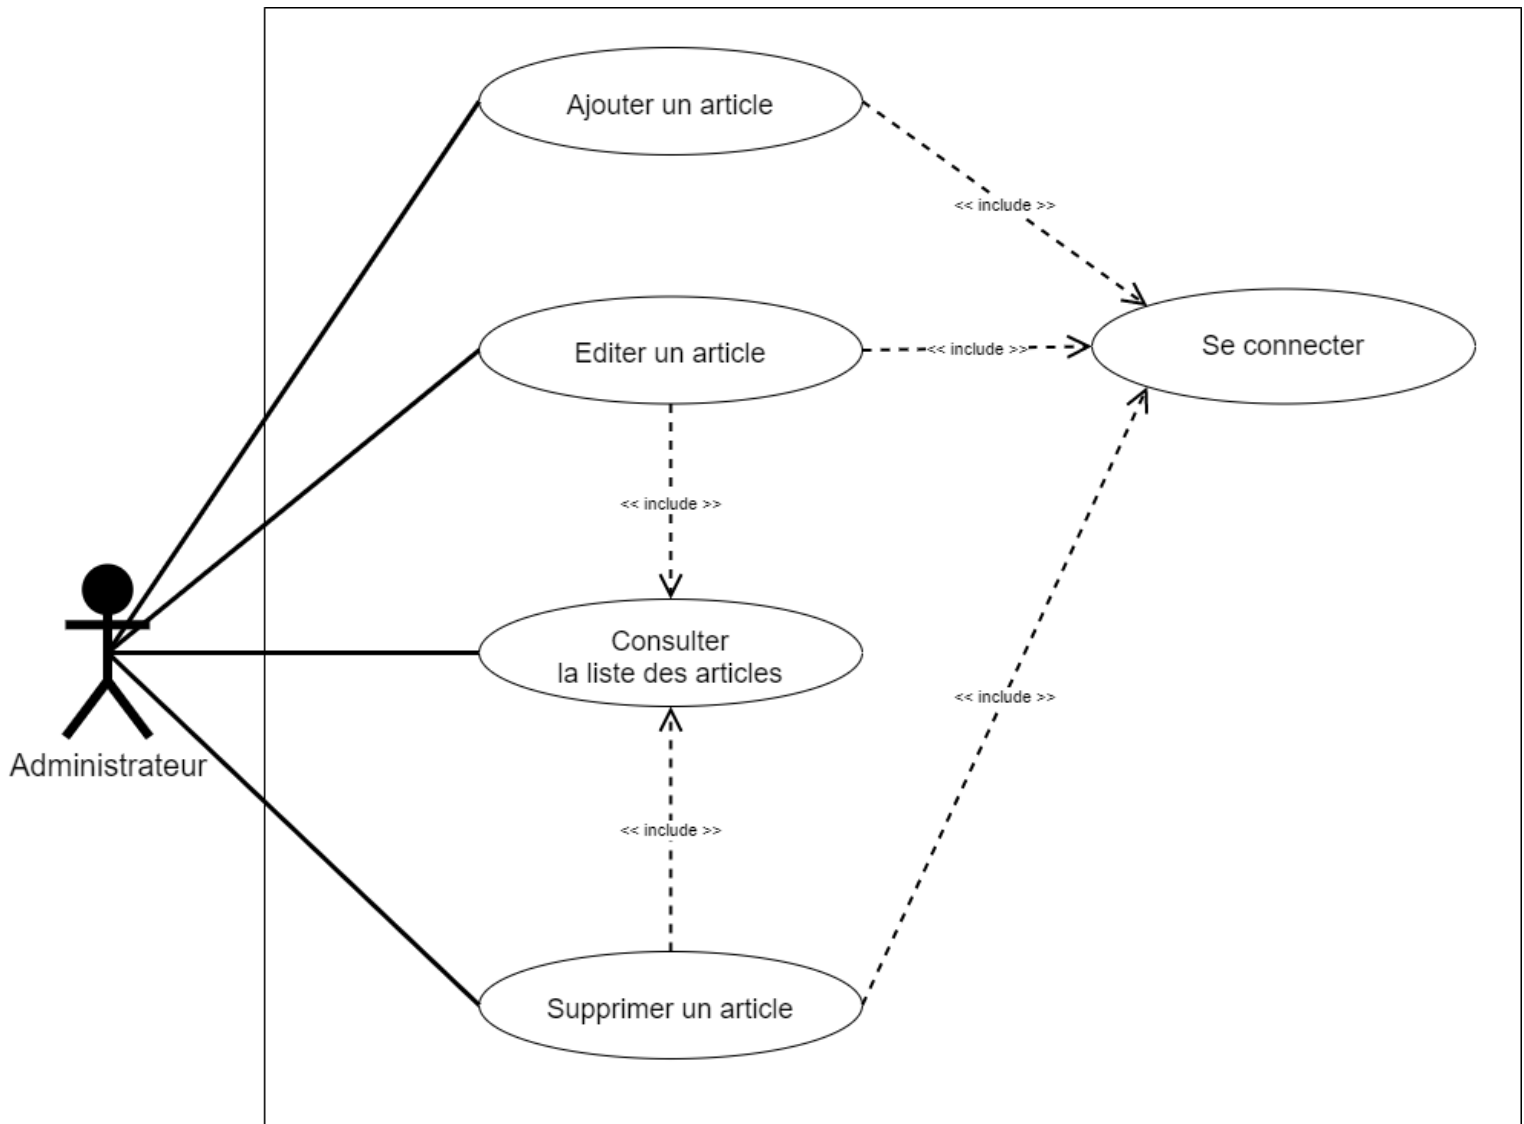 Ajouter un article
<< include >>
Editer un article
<< include >>
Se connecter
<< include >>
Consulter
la liste des articles
<< include >>
Administrateur
<< include >>
Supprimer un article